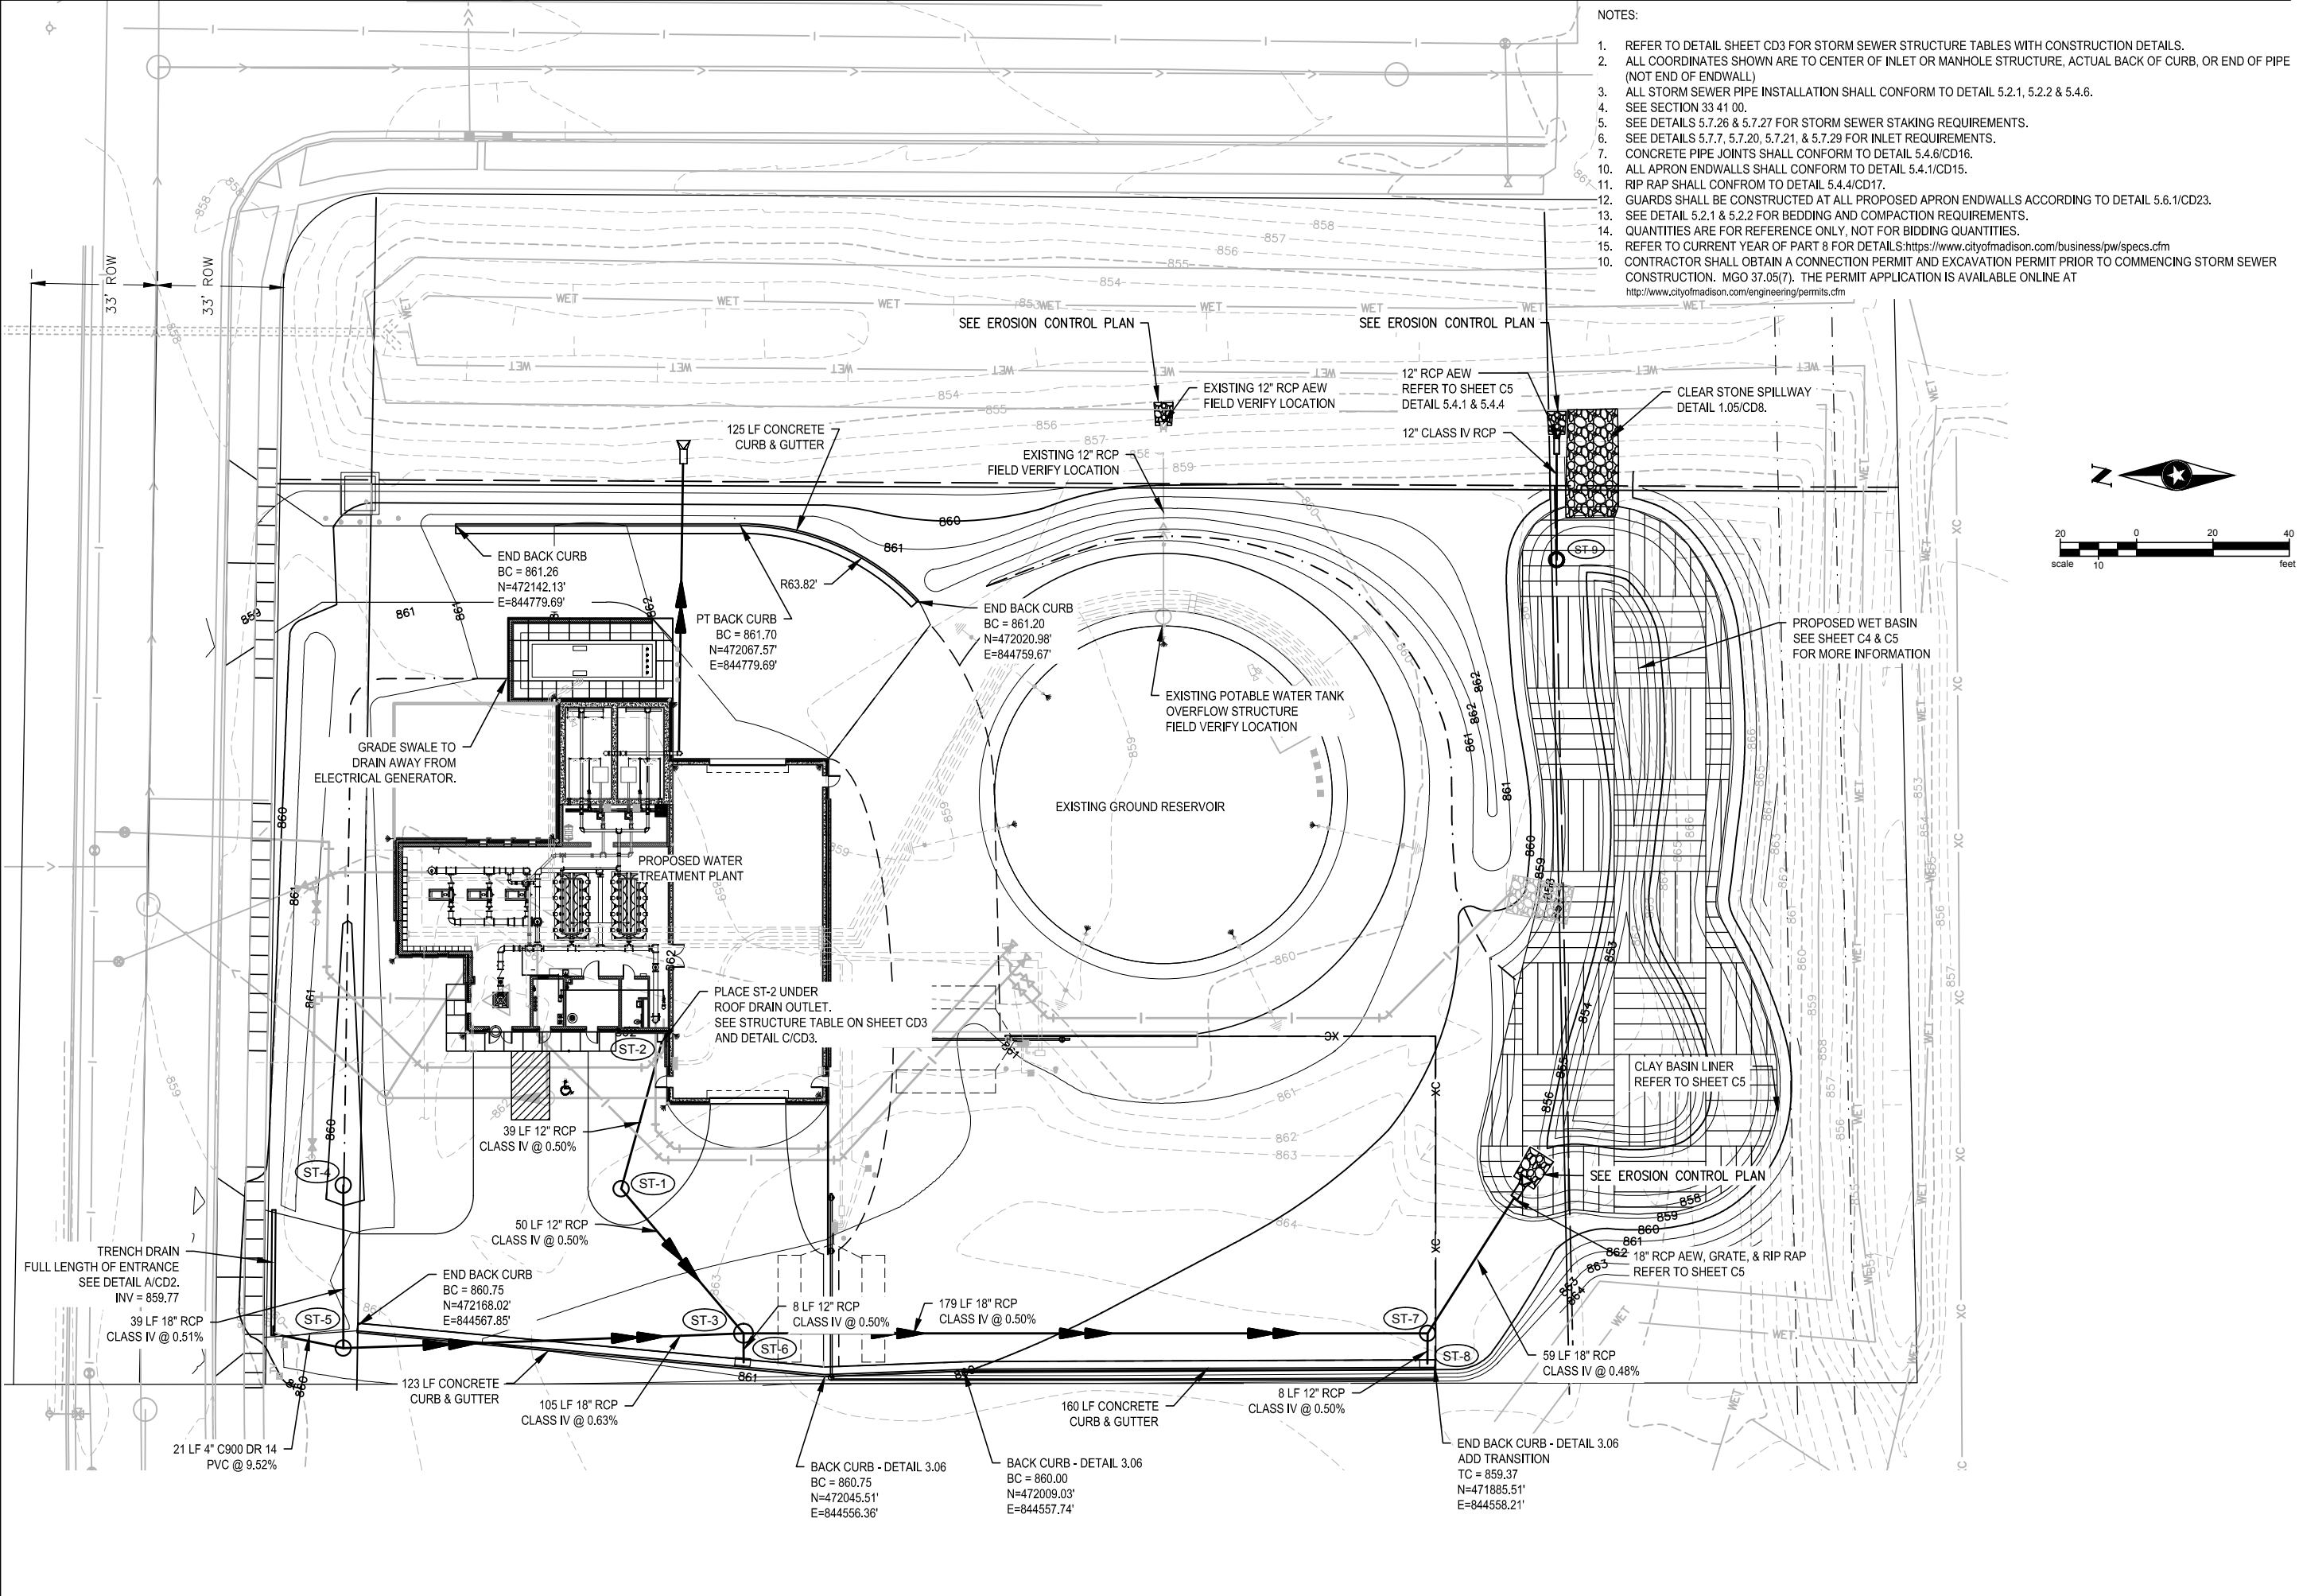 NOTES:
1. REFER TO DETAIL SHEET CD3 FOR STORM SEWER STRUCTURE TABLES WITH CONSTRUCTION DETAILS.
2. ALL COORDINATES SHOWN ARE TO CENTER OF INLET OR MANHOLE STRUCTURE, ACTUAL BACK OF CURB, OR END OF PIPE
(NOT END OF ENDWALL)
3. ALL STORM SEWER PIPE INSTALLATION SHALL CONFORM TO DETAIL 5.2.1, 5.2.2 & 5.4.6.
4. SEE SECTION 33 41 00.
5. SEE DETAILS 5.7.26 & 5.7.27 FOR STORM SEWER STAKING REQUIREMENTS.
6. SEE DETAILS 5.7.7, 5.7.20, 5.7.21, & 5.7.29 FOR INLET REQUIREMENTS.
7. CONCRETE PIPE JOINTS SHALL CONFORM TO DETAIL 5.4.6/CD16.
10. ALL APRON ENDWALLS SHALL CONFORM TO DETAIL 5.4.1/CD15.
11. RIP RAP SHALL CONFROM TO DETAIL 5.4.4/CD17.
12. GUARDS SHALL BE CONSTRUCTED AT ALL PROPOSED APRON ENDWALLS ACCORDING TO DETAIL 5.6.1/CD23.
13. SEE DETAIL 5.2.1 & 5.2.2 FOR BEDDING AND COMPACTION REQUIREMENTS.
14. QUANTITIES ARE FOR REFERENCE ONLY, NOT FOR BIDDING QUANTITIES.
15. REFER TO CURRENT YEAR OF PART 8 FOR DETAILS:https://www.cityofmadison.com/business/pw/specs.cfm
10. CONTRACTOR SHALL OBTAIN A CONNECTION PERMIT AND EXCAVATION PERMIT PRIOR TO COMMENCING STORM SEWER
CONSTRUCTION. MGO 37.05(7). THE PERMIT APPLICATION IS AVAILABLE ONLINE AT
http://www.cityofmadison.com/engineering/permits.cfm
33' ROW
33' ROW
SEE EROSION CONTROL PLAN
SEE EROSION CONTROL PLAN
EXISTING 12" RCP AEW
FIELD VERIFY LOCATION
12" RCP AEW
REFER TO SHEET C5
DETAIL 5.4.1 & 5.4.4
CLEAR STONE SPILLWAY
DETAIL 1.05/CD8.
125 LF CONCRETE
CURB & GUTTER
12" CLASS IV RCP
EXISTING 12" RCP
FIELD VERIFY LOCATION
N
20 0 20 40
scale 10 feet
END BACK CURB
BC = 861.26
N=472142.13'
E=844779.69'
R63.82'
PT BACK CURB
BC = 861.70
N=472067.57'
E=844779.69'
END BACK CURB
BC = 861.20
N=472020.98'
E=844759.67'
ST-9
PROPOSED WET BASIN
SEE SHEET C4 & C5
FOR MORE INFORMATION
EXISTING POTABLE WATER TANK
OVERFLOW STRUCTURE
FIELD VERIFY LOCATION
GRADE SWALE TO
DRAIN AWAY FROM
ELECTRICAL GENERATOR.
EXISTING GROUND RESERVOIR
PROPOSED WATER
TREATMENT PLANT
PLACE ST-2 UNDER
ROOF DRAIN OUTLET.
SEE STRUCTURE TABLE ON SHEET CD3
AND DETAIL C/CD3.
ST-2
CLAY BASIN LINER
REFER TO SHEET C5
39 LF 12" RCP
CLASS IV @ 0.50%
ST-4
ST-1
SEE EROSION CONTROL PLAN
50 LF 12" RCP
CLASS IV @ 0.50%
TRENCH DRAIN
FULL LENGTH OF ENTRANCE
SEE DETAIL A/CD2.
INV = 859.77
18" RCP AEW, GRATE, & RIP RAP
REFER TO SHEET C5
END BACK CURB
BC = 860.75
N=472168.02'
E=844567.85'
39 LF 18" RCP
CLASS IV @ 0.51%
ST-5
ST-3
8 LF 12" RCP
CLASS IV @ 0.50%
179 LF 18" RCP
CLASS IV @ 0.50%
ST-7
ST-6
ST-8
59 LF 18" RCP
CLASS IV @ 0.48%
123 LF CONCRETE
CURB & GUTTER
105 LF 18" RCP
CLASS IV @ 0.63%
160 LF CONCRETE
CURB & GUTTER
8 LF 12" RCP
CLASS IV @ 0.50%
21 LF 4" C900 DR 14
PVC @ 9.52%
BACK CURB - DETAIL 3.06
BC = 860.75
N=472045.51'
E=844556.36'
BACK CURB - DETAIL 3.06
BC = 860.00
N=472009.03'
E=844557.74'
END BACK CURB - DETAIL 3.06
ADD TRANSITION
TC = 859.37
N=471885.51'
E=844558.21'